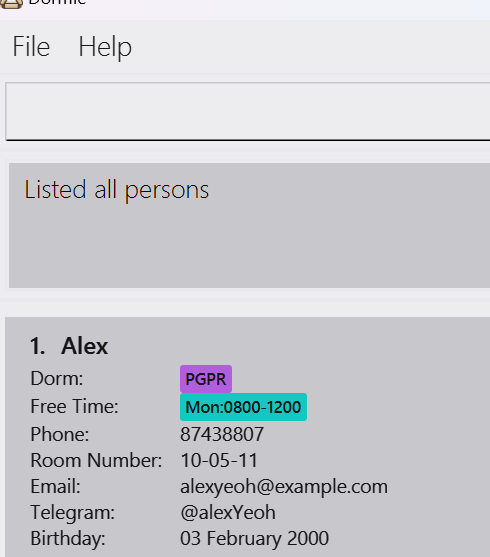 File Help
Listed all persons
1. Alex
Dorm: PGPR
Free Time: Mon:0800-1200
Phone: 87438807
Room Number: 10-05-11
Email: alexyeoh@example.com
Telegram: @alexYeoh
Birthday: 03 February 2000